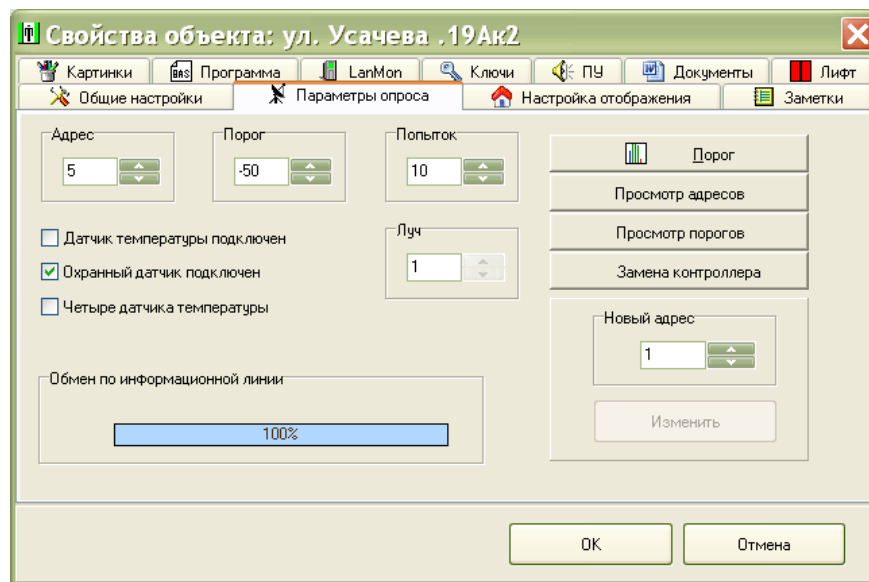 Свойства объекта: ул. Усачева .19Ак2
Картинки BAS Программа LanMon Ключи ПУ Документы Лифт
Общие настройки Параметры опроса Настройка отображения Заметки
Адрес Порог Попыток
5 -50 10
Порог
Просмотр адресов
Просмотр порогов
Замена контроллера
Датчик температуры подключен
Охранный датчик подключен
Четыре датчика температуры
Луч
1
Новый адрес
1
Изменить
Обмен по информационной линии
100%
OK Отмена